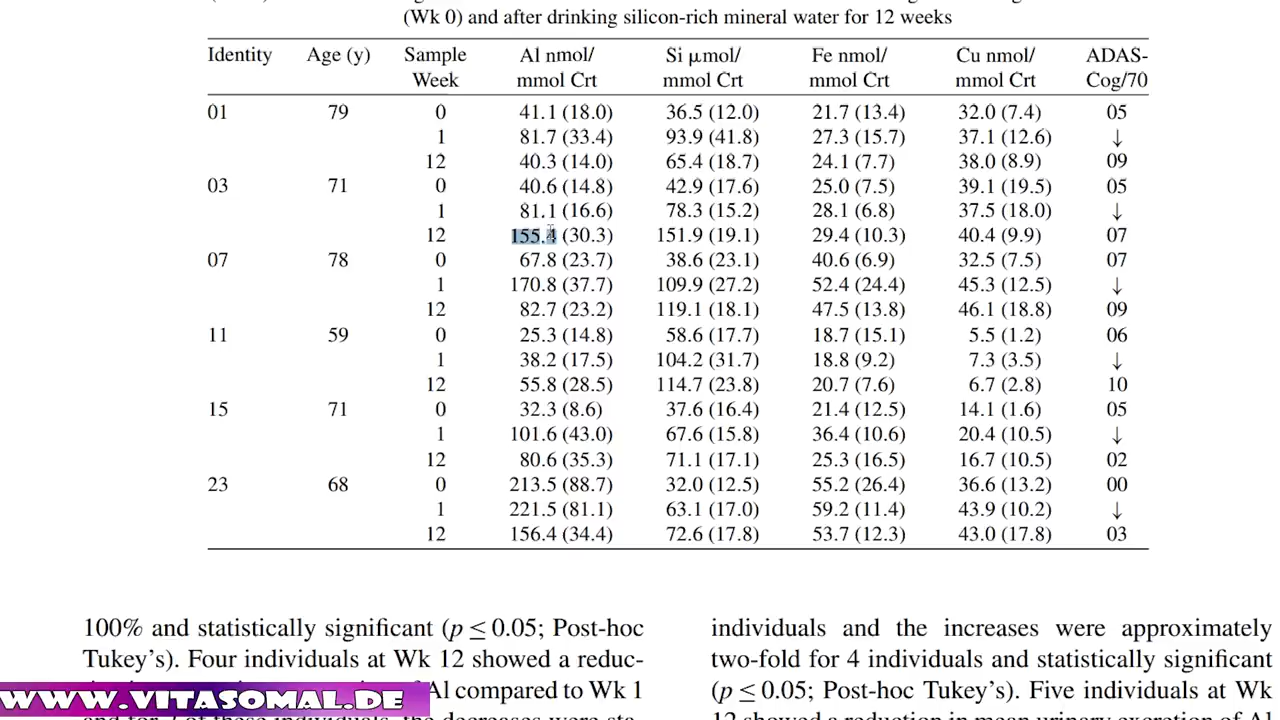 (Wk 0) and after drinking silicon-rich mineral water for 12 weeks
Identity Age (y) Sample Week Al nmol/ mmol Crt Si μmol/ mmol Crt Fe nmol/ mmol Crt Cu nmol/ mmol Crt ADAS-Cog/70
01 79 0 41.1 (18.0) 36.5 (12.0) 21.7 (13.4) 32.0 (7.4) 05
1 81.7 (33.4) 93.9 (41.8) 27.3 (15.7) 37.1 (12.6) ↓
12 40.3 (14.0) 65.4 (18.7) 24.1 (7.7) 38.0 (8.9) 09
03 71 0 40.6 (14.8) 42.9 (17.6) 25.0 (7.5) 39.1 (19.5) 05
1 81.1 (16.6) 78.3 (15.2) 28.1 (6.8) 37.5 (18.0) ↓
12 155.4 (30.3) 151.9 (19.1) 29.4 (10.3) 40.4 (9.9) 07
07 78 0 67.8 (23.7) 38.6 (23.1) 40.6 (6.9) 32.5 (7.5) 07
1 170.8 (37.7) 109.9 (27.2) 52.4 (24.4) 45.3 (12.5) ↓
12 82.7 (23.2) 119.1 (18.1) 47.5 (13.8) 46.1 (18.8) 09
11 59 0 25.3 (14.8) 58.6 (17.7) 18.7 (15.1) 5.5 (1.2) 06
1 38.2 (17.5) 104.2 (31.7) 18.8 (9.2) 7.3 (3.5) ↓
12 55.8 (28.5) 114.7 (23.8) 20.7 (7.6) 6.7 (2.8) 10
15 71 0 32.3 (8.6) 37.6 (16.4) 21.4 (12.5) 14.1 (1.6) 05
1 101.6 (43.0) 67.6 (15.8) 36.4 (10.6) 20.4 (10.5) ↓
12 80.6 (35.3) 71.1 (17.1) 25.3 (16.5) 16.7 (10.5) 02
23 68 0 213.5 (88.7) 32.0 (12.5) 55.2 (26.4) 36.6 (13.2) 00
1 221.5 (81.1) 63.1 (17.0) 59.2 (11.4) 43.9 (10.2) ↓
12 156.4 (34.4) 72.6 (17.8) 53.7 (12.3) 43.0 (17.8) 03
100% and statistically significant (p ≤ 0.05; Post-hoc
Tukey's). Four individuals at Wk 12 showed a reduc-
Al compared to Wk 1
individuals and the increases were approximately
two-fold for 4 individuals and statistically significant
(p ≤ 0.05; Post-hoc Tukey's). Five individuals at Wk
12 showed a reduction in mean urinary excretion of Al
WWW.VITASOMAL.DE